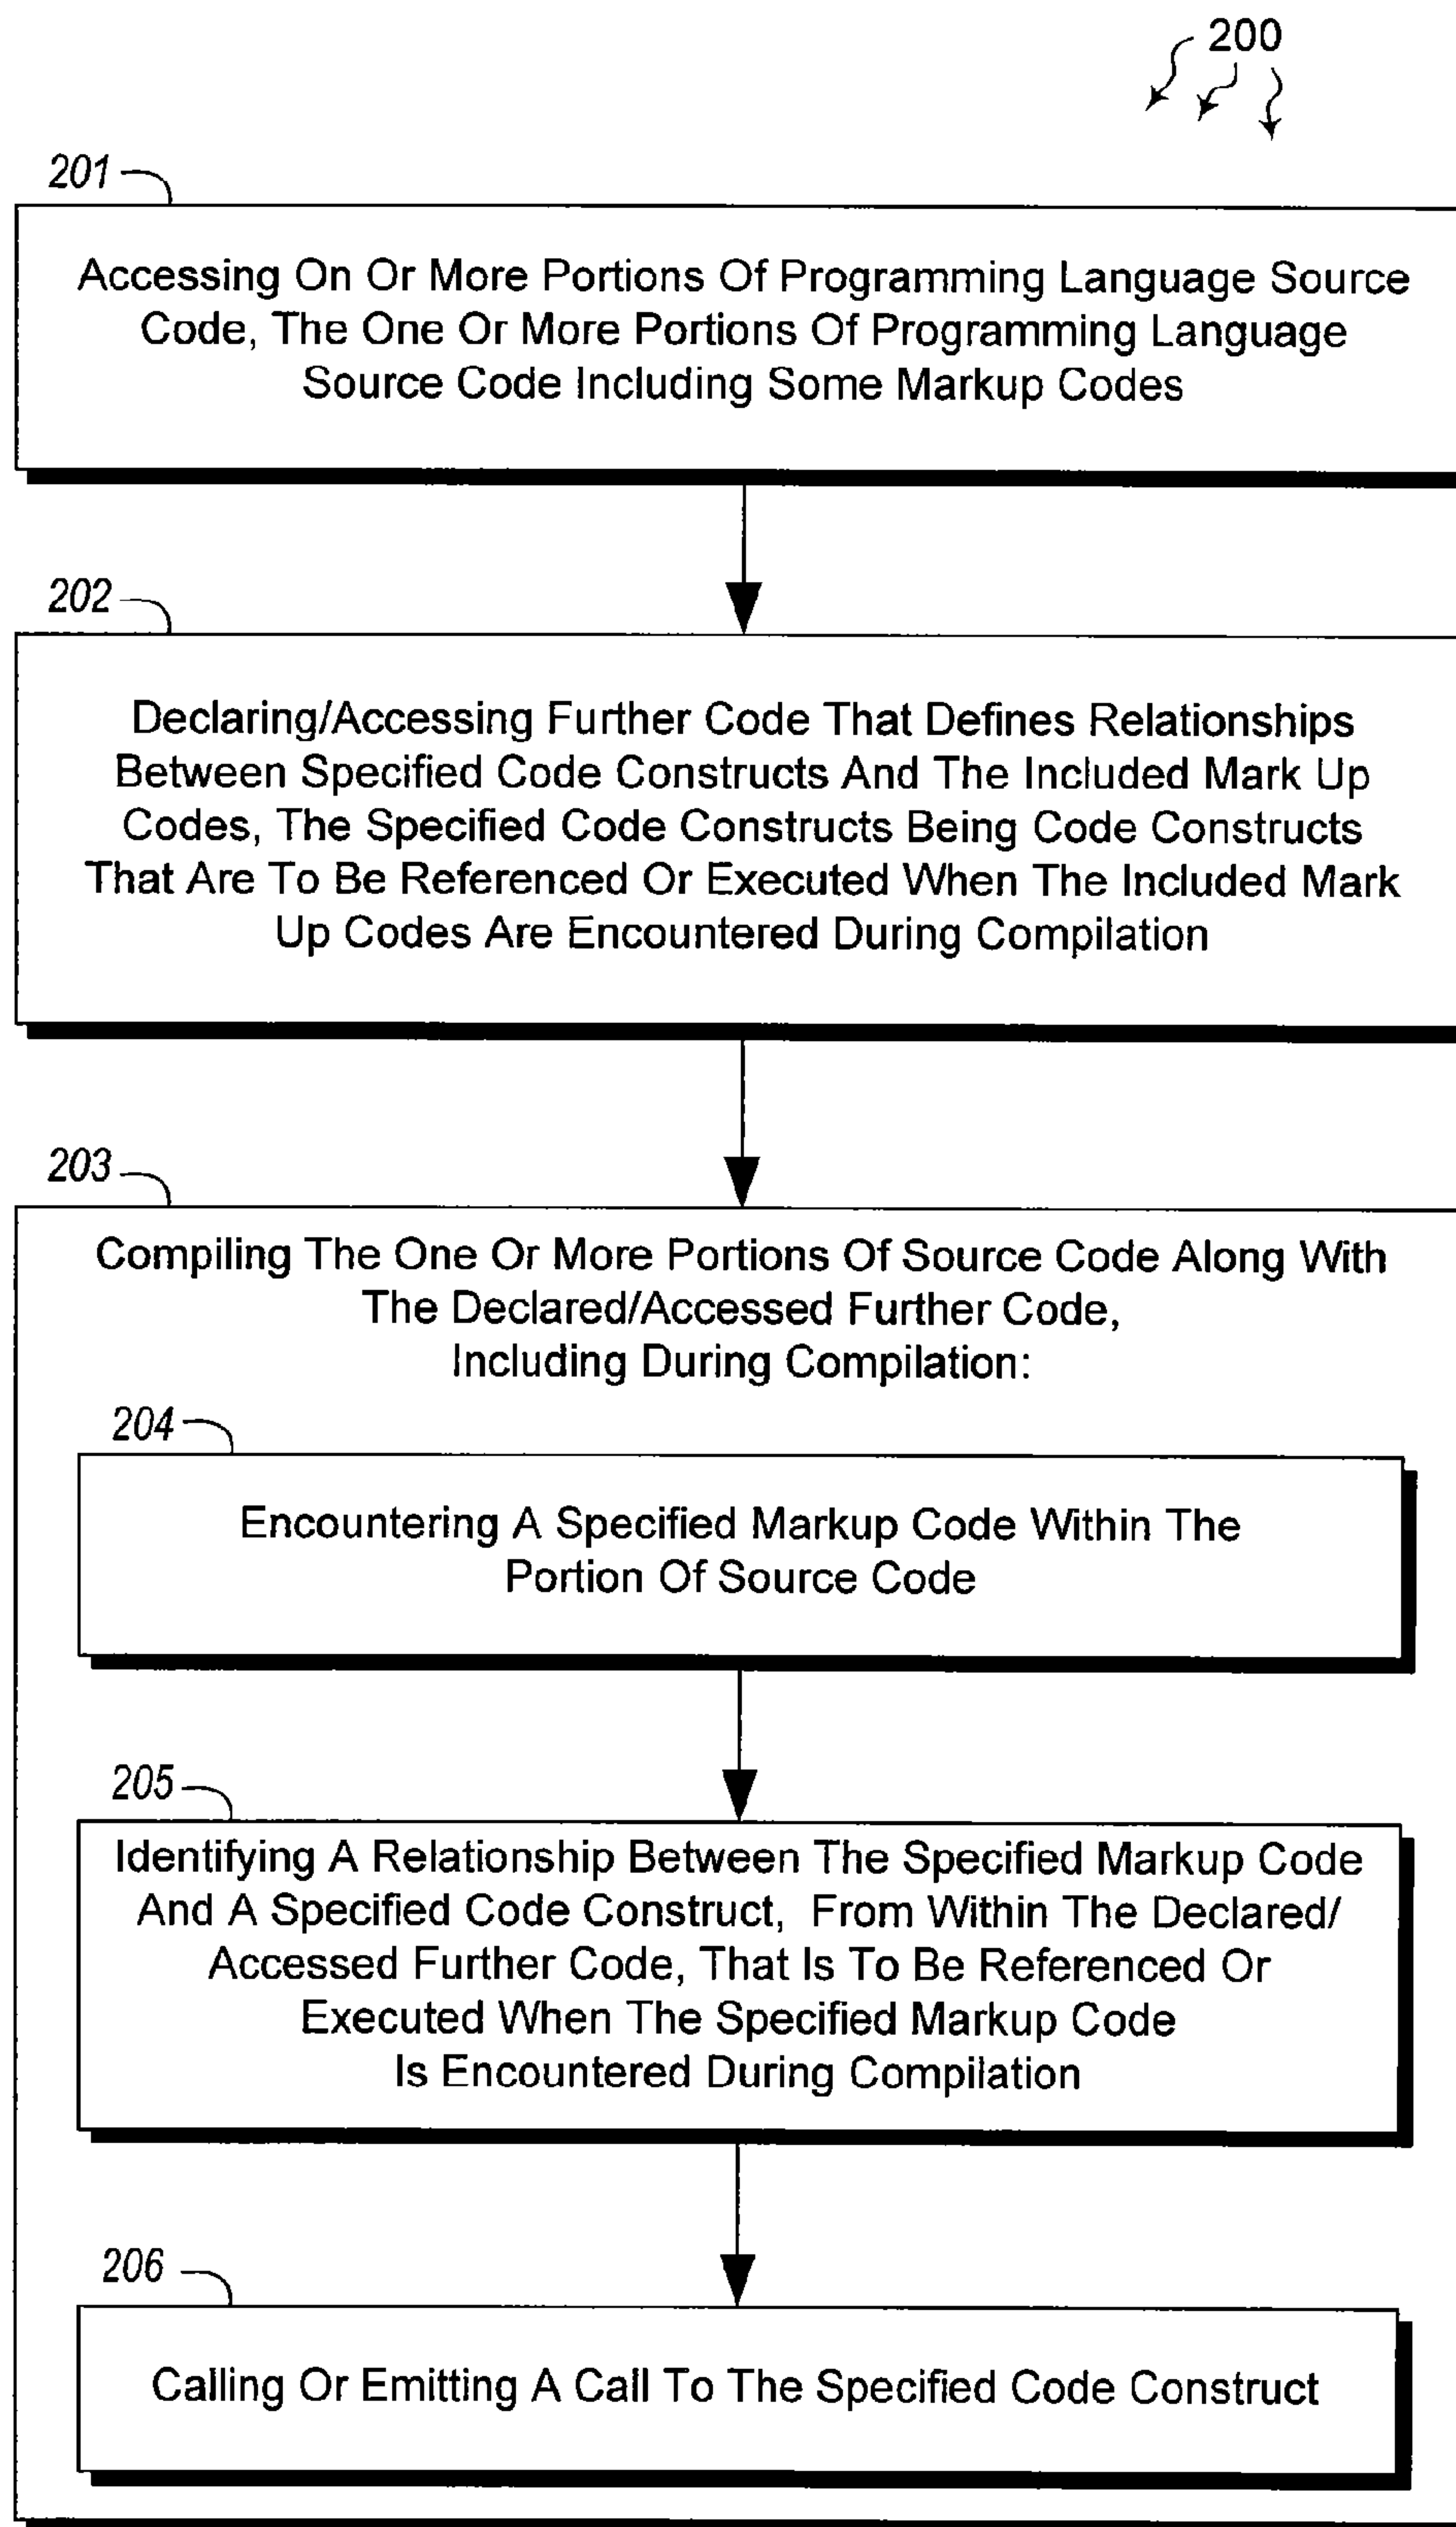 200
201
Accessing On Or More Portions Of Programming Language Source
Code, The One Or More Portions Of Programming Language
Source Code Including Some Markup Codes
202
Declaring/Accessing Further Code That Defines Relationships
Between Specified Code Constructs And The Included Mark Up
Codes, The Specified Code Constructs Being Code Constructs
That Are To Be Referenced Or Executed When The Included Mark
Up Codes Are Encountered During Compilation
203
Compiling The One Or More Portions Of Source Code Along With
The Declared/Accessed Further Code,
Including During Compilation:
204
Encountering A Specified Markup Code Within The
Portion Of Source Code
205
Identifying A Relationship Between The Specified Markup Code
And A Specified Code Construct, From Within The Declared/
Accessed Further Code, That Is To Be Referenced Or
Executed When The Specified Markup Code
Is Encountered During Compilation
206
Calling Or Emitting A Call To The Specified Code Construct